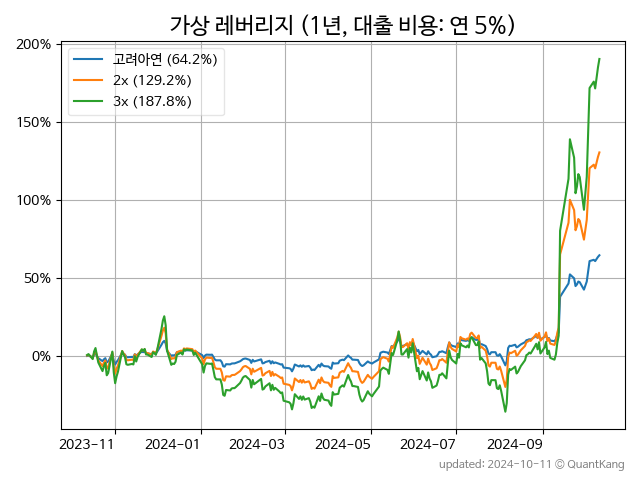 가상 레버리지 (1년, 대출 비용: 연 5%)
200%
150%
100%
50%
0%
고려아연 (64.2%)
2x (129.2%)
3x (187.8%)
2023-11
2024-01
2024-03
2024-05
2024-07
2024-09
updated: 2024-10-11 © QuantKang